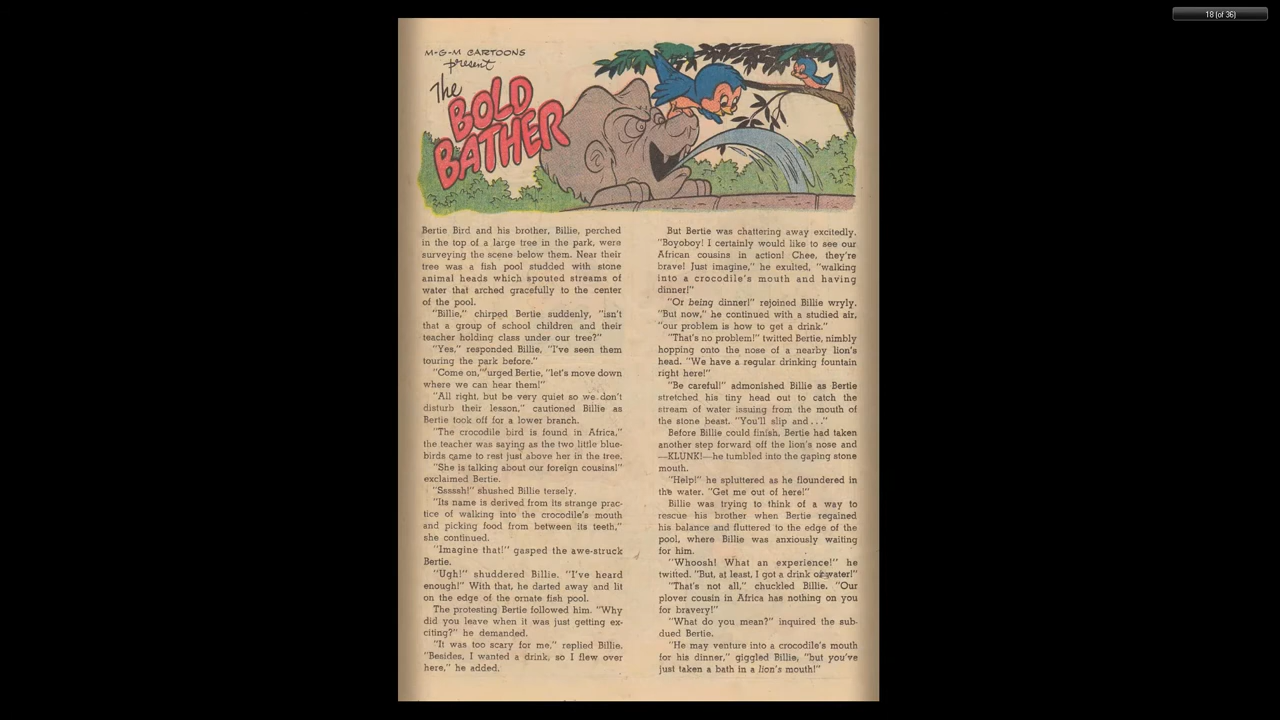 18 (of 36)
M·G·M CARTOONS
present
The
BOLD
BATHER
Bertie Bird and his brother, Billie, perched
in the top of a large tree in the park, were
surveying the scene below them. Near their
tree was a fish pool studded with stone
animal heads which spouted streams of
water that arched gracefully to the center
of the pool.
"Billie," chirped Bertie suddenly, "isn't
that a group of school children and their
teacher holding class under our tree?"
"Yes," responded Billie, "I've seen them
touring the park before."
"Come on," urged Bertie, "let's move down
where we can hear them!"
"All right, but be very quiet so we don't
disturb their lesson," cautioned Billie as
Bertie took off for a lower branch.
"The crocodile bird is found in Africa,"
the teacher was saying as the two little blue-
birds came to rest just above her in the tree.
"She is talking about our foreign cousins!"
exclaimed Bertie.
"Sssssh!" shushed Billie tersely.
"Its name is derived from its strange prac-
tice of walking into the crocodile's mouth
and picking food from between its teeth,"
she continued.
"Imagine that!" gasped the awe-struck
Bertie.
"Ugh!" shuddered Billie. "I've heard
enough!" With that, he darted away and lit
on the edge of the ornate fish pool.
The protesting Bertie followed him. "Why
did you leave when it was just getting ex-
citing?" he demanded.
"It was too scary for me," replied Billie.
"Besides, I wanted a drink, so I flew over
here," he added.
But Bertie was chattering away excitedly.
"Boyoboy! I certainly would like to see our
African cousins in action! Chee, they're
brave! Just imagine," he exulted, "walking
into a crocodile's mouth and having
dinner!"
"Or being dinner!" rejoined Billie wryly.
"But now," he continued with a studied air,
"our problem is how to get a drink."
"That's no problem!" twitted Bertie, nimbly
hopping onto the nose of a nearby lion's
head. "We have a regular drinking fountain
right here!"
"Be careful!" admonished Billie as Bertie
stretched his tiny head out to catch the
stream of water issuing from the mouth of
the stone beast. "You'll slip and . . ."
Before Billie could finish, Bertie had taken
another step forward off the lion's nose and
—KLUNK!—he tumbled into the gaping stone
mouth.
"Help!" he spluttered as he floundered in
the water. "Get me out of here!"
Billie was trying to think of a way to
rescue his brother when Bertie regained
his balance and fluttered to the edge of the
pool, where Billie was anxiously waiting
for him.
"Whoosh! What an experience!" he
twitted. "But, at least, I got a drink of water!"
"That's not all," chuckled Billie. "Our
plover cousin in Africa has nothing on you
for bravery!"
"What do you mean?" inquired the sub-
dued Bertie.
"He may venture into a crocodile's mouth
for his dinner," giggled Billie, "but you've
just taken a bath in a lion's mouth!"